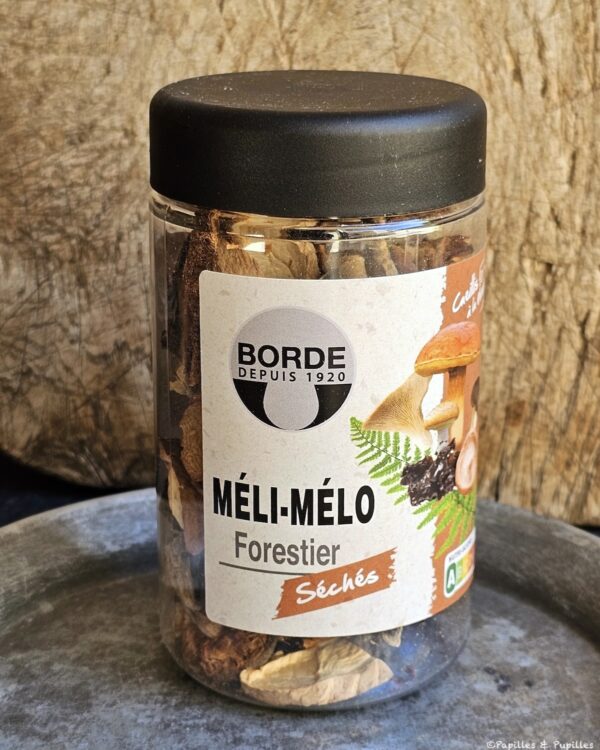 BORDE
DEPUIS 1920
MÉLI-MÉLO
Forestier
Séchés
A
©Papilles & Pupilles